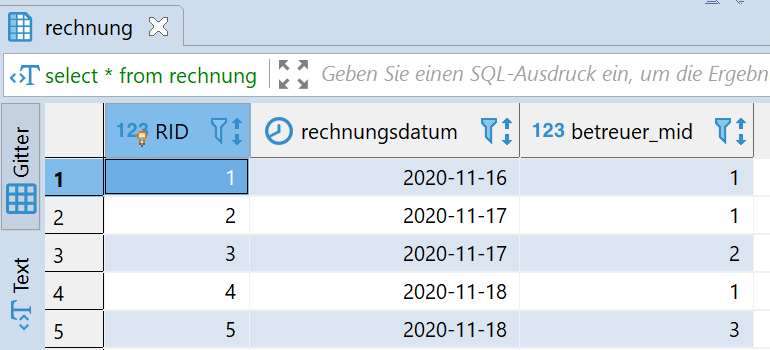 rechnung
select * from rechnung Geben Sie einen SQL-Ausdruck ein, um die Ergebn
Gitter
Text
123 RID rechnungsdatum 123 betreuer_mid
1 1 2020-11-16 1
2 2 2020-11-17 1
3 3 2020-11-17 2
4 4 2020-11-18 1
5 5 2020-11-18 3